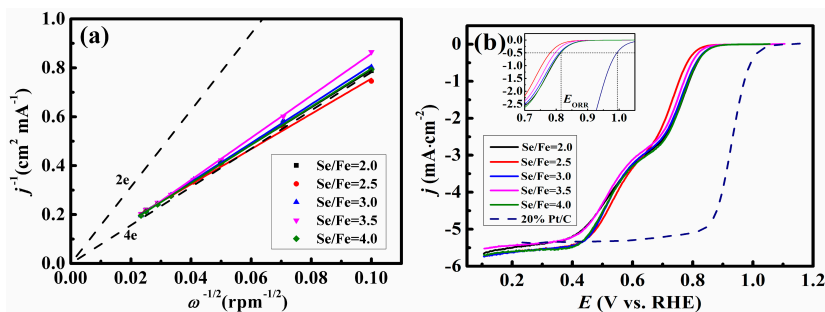 (a)
1.0
0.8
0.6
0.4
0.2
0.0
j⁻¹(cm² mA⁻¹)
2e
4e
Se/Fe=2.0
Se/Fe=2.5
Se/Fe=3.0
Se/Fe=3.5
Se/Fe=4.0
0.00 0.02 0.04 0.06 0.08 0.10
ω⁻¹/²(rpm⁻¹/²)
(b)
0
-1
-2
-3
-4
-5
-6
j (mA·cm⁻²)
0.0
-0.5
-1.0
-1.5
-2.0
-2.5
E_ORR
0.7 0.8 0.9 1.0
Se/Fe=2.0
Se/Fe=2.5
Se/Fe=3.0
Se/Fe=3.5
Se/Fe=4.0
20% Pt/C
0.2 0.4 0.6 0.8 1.0 1.2
E (V vs. RHE)